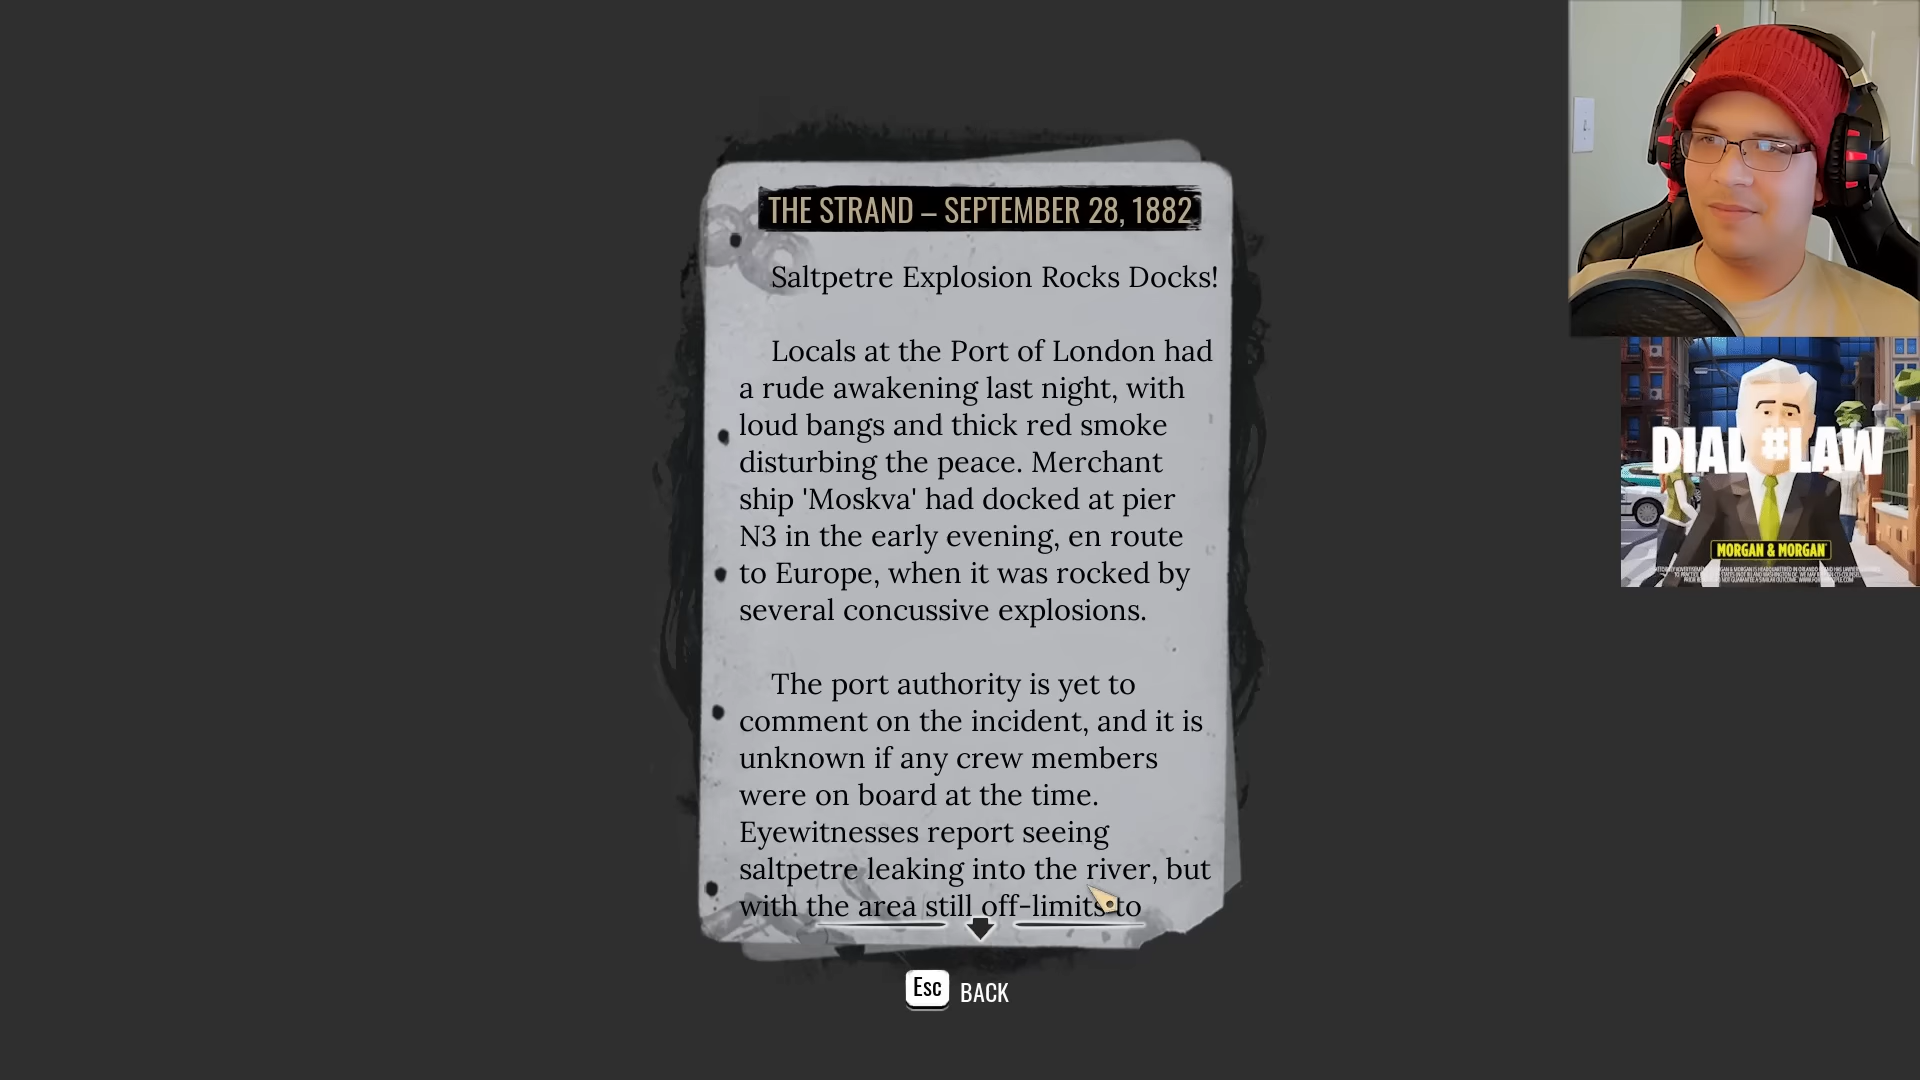 THE STRAND – SEPTEMBER 28, 1882
Saltpetre Explosion Rocks Docks!
Locals at the Port of London had
a rude awakening last night, with
loud bangs and thick red smoke
disturbing the peace. Merchant
ship 'Moskva' had docked at pier
N3 in the early evening, en route
to Europe, when it was rocked by
several concussive explosions.
The port authority is yet to
comment on the incident, and it is
unknown if any crew members
were on board at the time.
Eyewitnesses report seeing
saltpetre leaking into the river, but
with the area still off-limits to
Esc BACK
DIAL #LAW
MORGAN & MORGAN